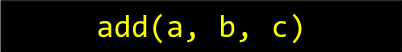 add(a, b, c)